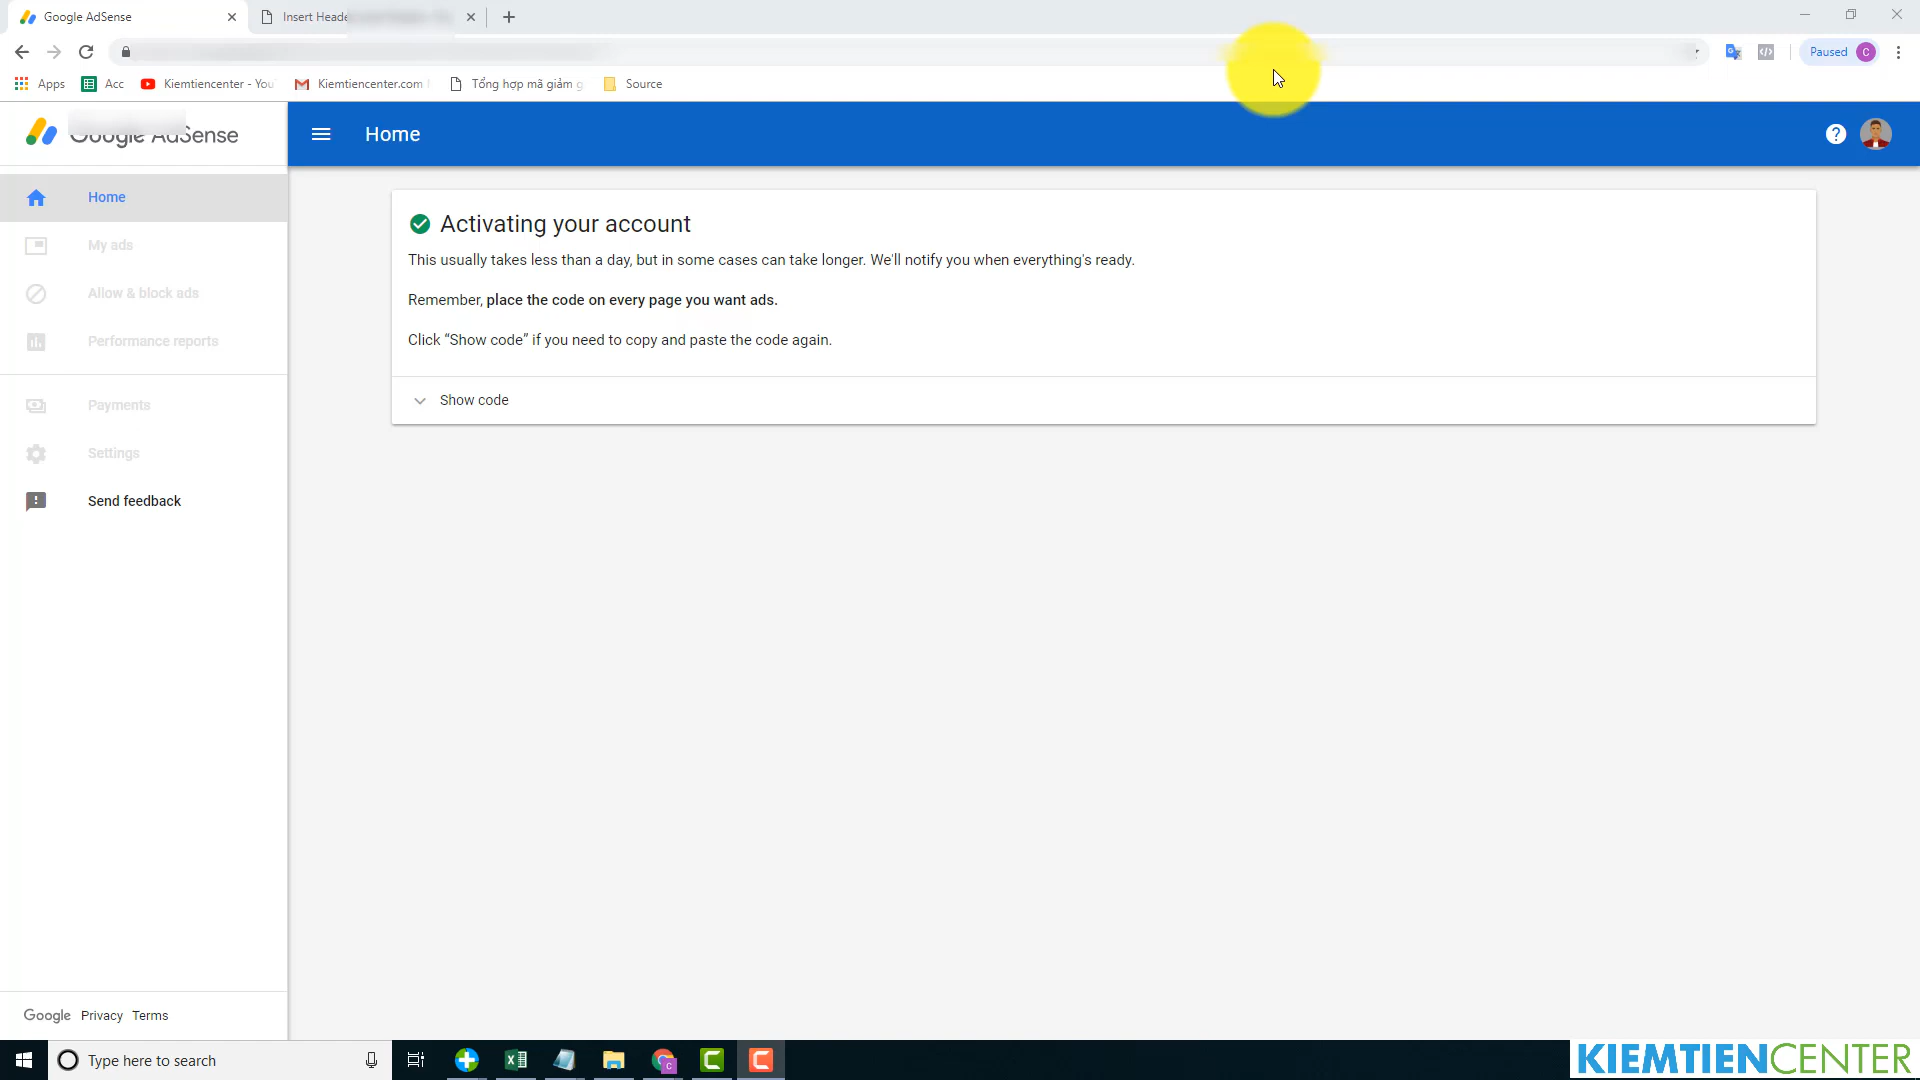 Google AdSense
Insert Heade
Paused
C
Apps
Acc
Kiemtiencenter - You
Kiemtiencenter.com
Tổng hợp mã giảm g
Source
Google AdSense
Home
Home
My ads
Allow & block ads
Performance reports
Payments
Settings
Send feedback
Activating your account
This usually takes less than a day, but in some cases can take longer. We'll notify you when everything's ready.
Remember, place the code on every page you want ads.
Click “Show code” if you need to copy and paste the code again.
Show code
Google Privacy Terms
Type here to search
KIEMTIENCENTER